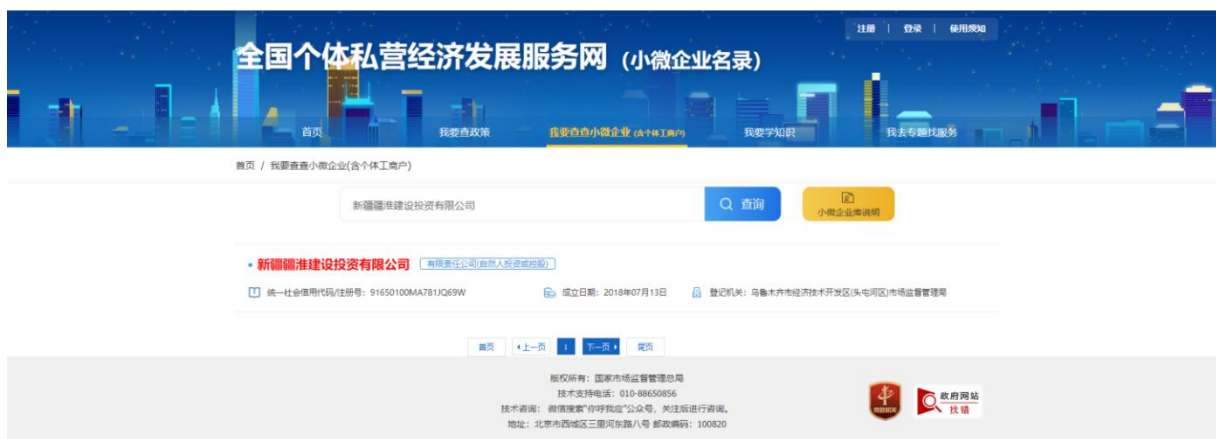 注册 | 登录 | 使用须知
全国个体私营经济发展服务网（小微企业名录）
首页 我要查政策 我要查查小微企业 (含个体工商户) 我要学知识 我去专题找服务
首页 / 我要查查小微企业(含个体工商户)
新疆疆淮建设投资有限公司 查询 小微企业库说明
新疆疆淮建设投资有限公司 有限责任公司(自然人投资或控股)
统一社会信用代码/注册号：91650100MA781JQ69W 成立日期：2018年07月13日 登记机关：乌鲁木齐市经济技术开发区(头屯河区)市场监督管理局
首页 上一页 1 下一页 尾页
版权所有：国家市场监督管理总局
技术支持电话：010-88650856
技术咨询： 微信搜索“你呼我应”公众号，关注后进行咨询。
地址：北京市西城区三里河东路八号 邮政编码：100820
政府网站
找错